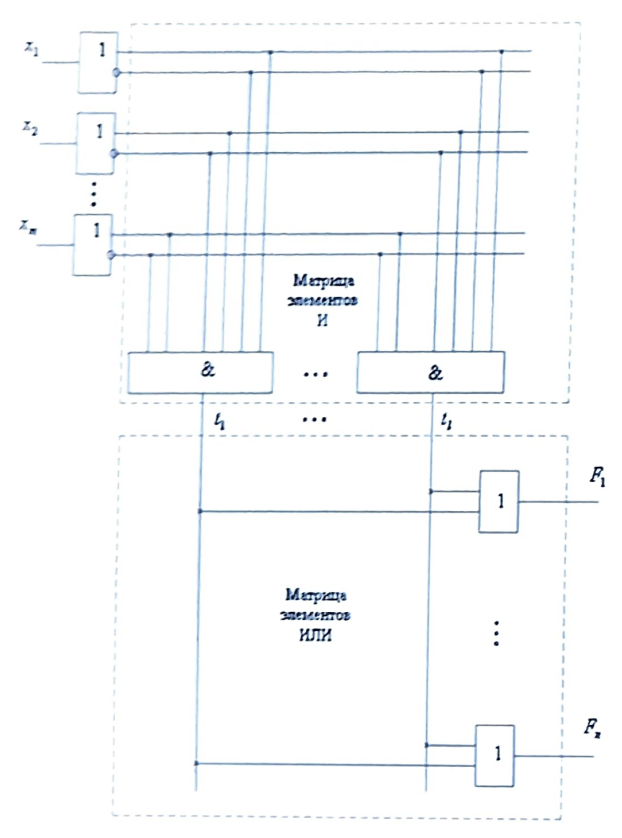 x1
1
x2
1
⋮
xm
1
Матрица
элементов
И
& ... &
t1 ... tl
F1
1
Матрица
элементов
ИЛИ
⋮
Fn
1